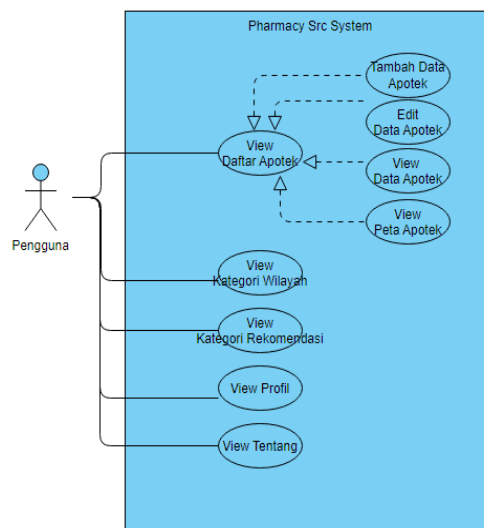 Pharmacy Src System
Tambah Data
Apotek
Edit
Data Apotek
View
Daftar Apotek
View
Data Apotek
View
Peta Apotek
Pengguna
View
Kategori Wilayah
View
Kategori Rekomendasi
View Profil
View Tentang